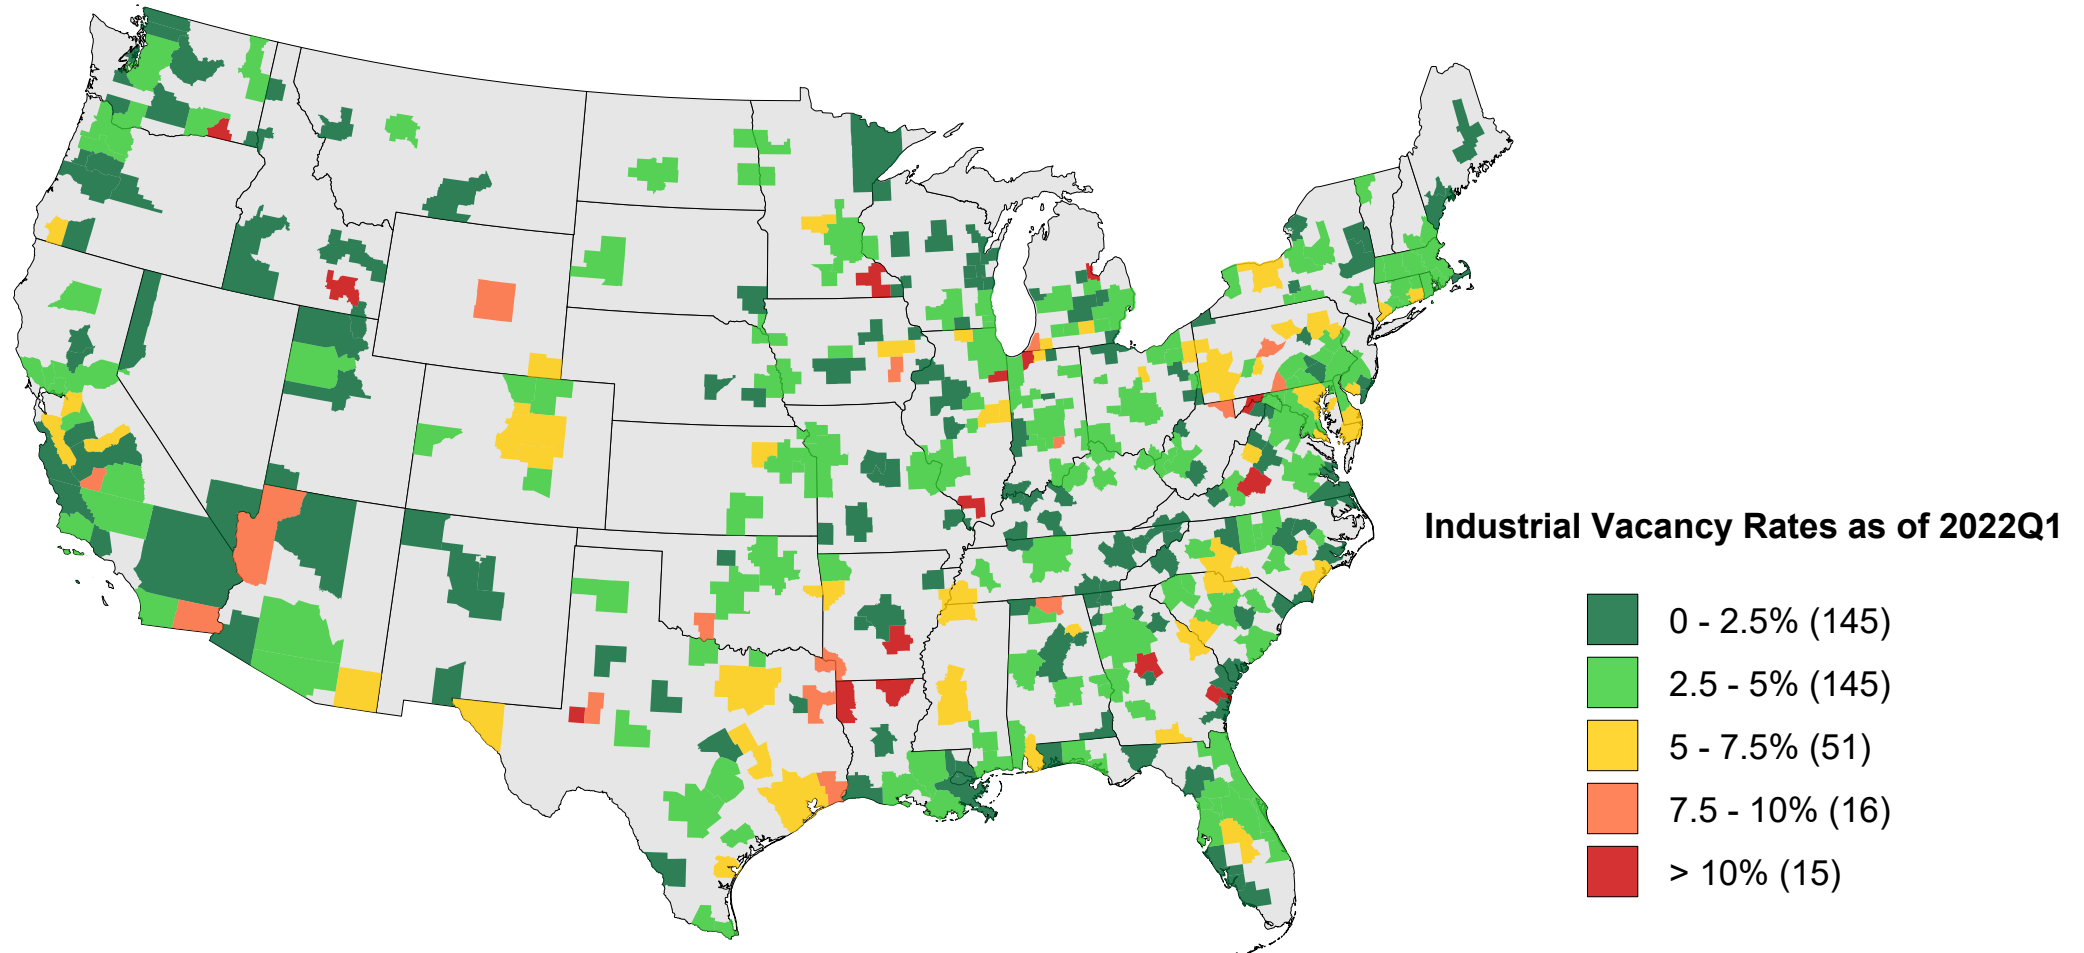 Industrial Vacancy Rates as of 2022Q1
0 - 2.5% (145)
2.5 - 5% (145)
5 - 7.5% (51)
7.5 - 10% (16)
> 10% (15)